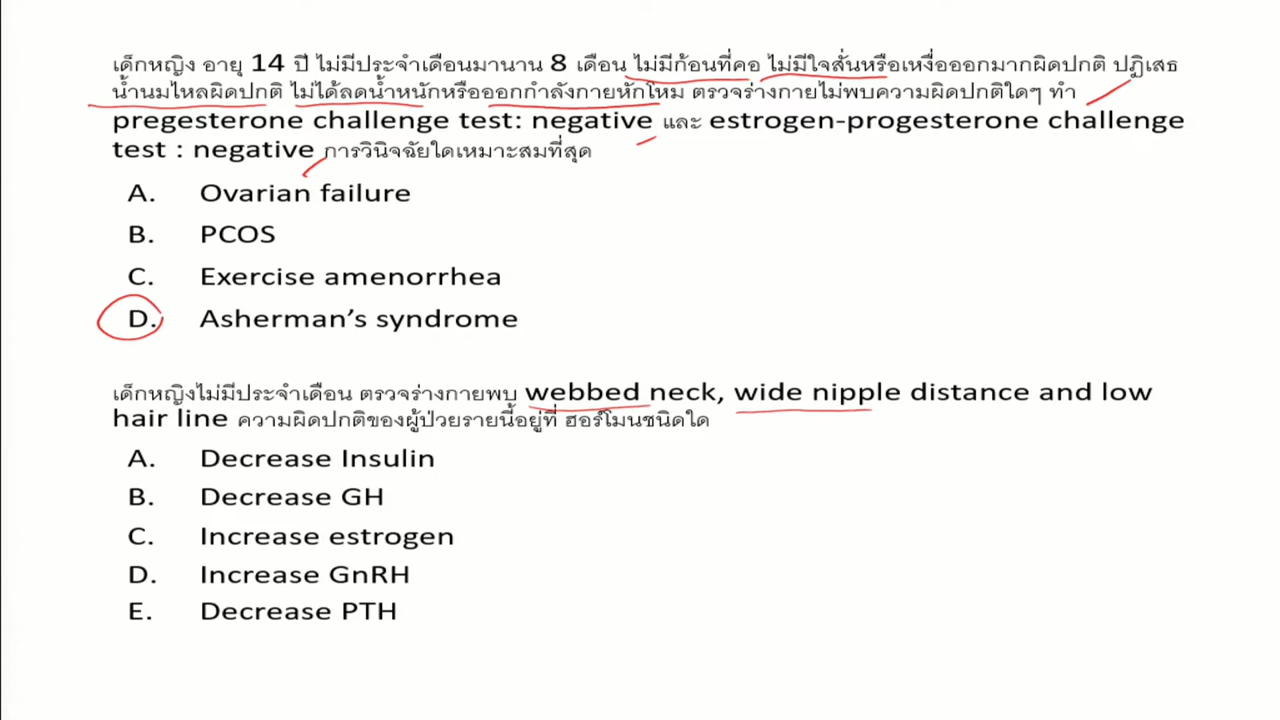 เด็กหญิง อายุ 14 ปี ไม่มีประจำเดือนมานาน 8 เดือน ไม่มีก้อนที่คอ ไม่มีใจสั่นหรือเหงื่อออกมากผิดปกติ ปฏิเสธ
น้ำนมไหลผิดปกติ ไม่ได้ลดน้ำหนักหรือออกกำลังกายหักโหม ตรวจร่างกายไม่พบความผิดปกติใดๆ ทำ
pregesterone challenge test: negative และ estrogen-progesterone challenge
test : negative การวินิจฉัยใดเหมาะสมที่สุด
A. Ovarian failure
B. PCOS
C. Exercise amenorrhea
D. Asherman’s syndrome
เด็กหญิงไม่มีประจำเดือน ตรวจร่างกายพบ webbed neck, wide nipple distance and low
hair line ความผิดปกติของผู้ป่วยรายนี้อยู่ที่ ฮอร์โมนชนิดใด
A. Decrease Insulin
B. Decrease GH
C. Increase estrogen
D. Increase GnRH
E. Decrease PTH